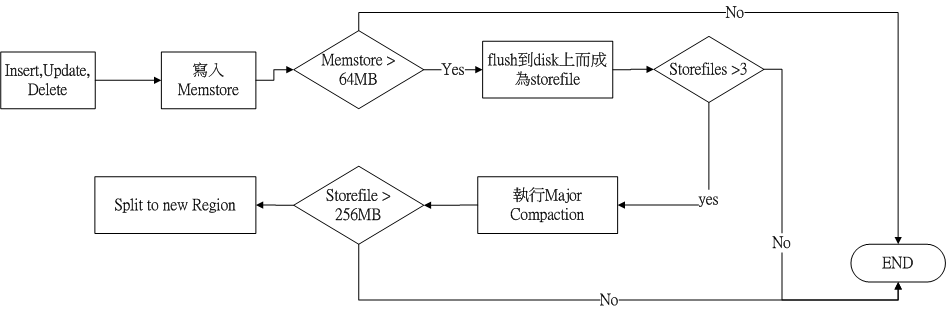 No
Insert,Update,
Delete
寫入
Memstore
Memstore >
64MB
Yes
flush到disk上而成
為storefile
Storefiles >3
yes
執行Major
Compaction
Storefile >
256MB
Split to new Region
No
END
No